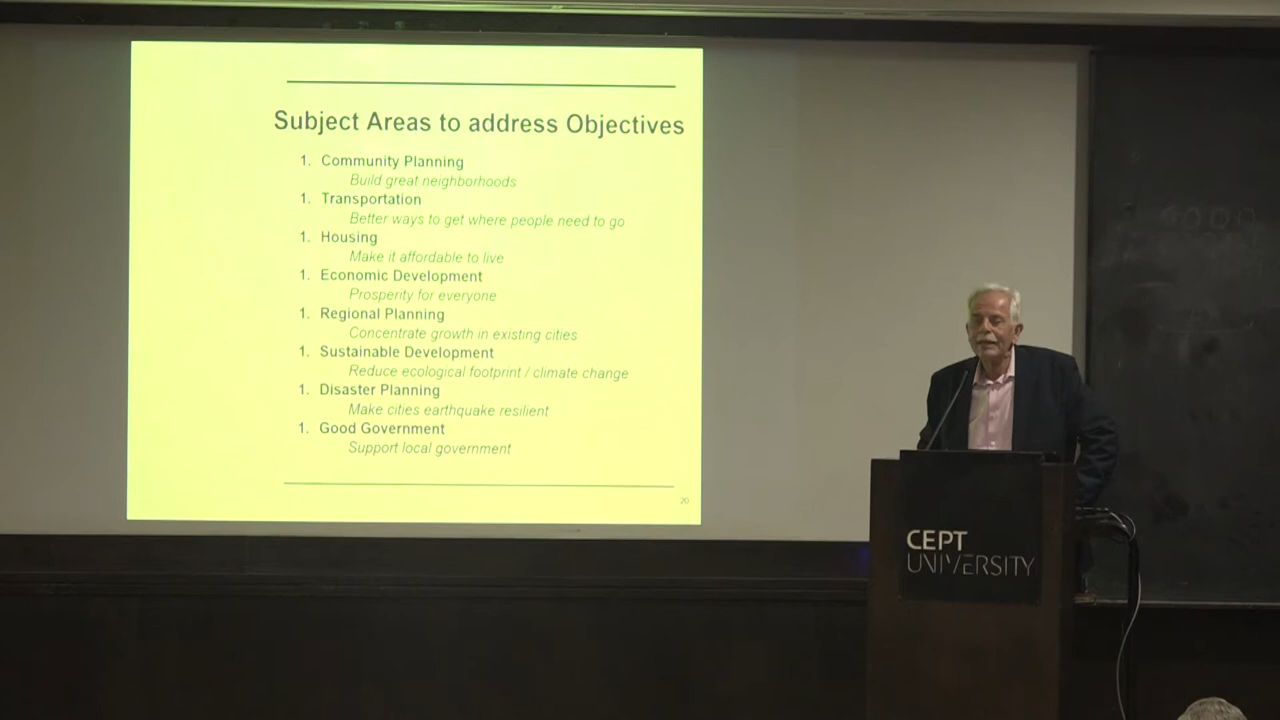 Subject Areas to address Objectives
1. Community Planning
Build great neighborhoods
1. Transportation
Better ways to get where people need to go
1. Housing
Make it affordable to live
1. Economic Development
Prosperity for everyone
1. Regional Planning
Concentrate growth in existing cities
1. Sustainable Development
Reduce ecological footprint / climate change
1. Disaster Planning
Make cities earthquake resilient
1. Good Government
Support local government
20
CEPT
UNIVERSITY